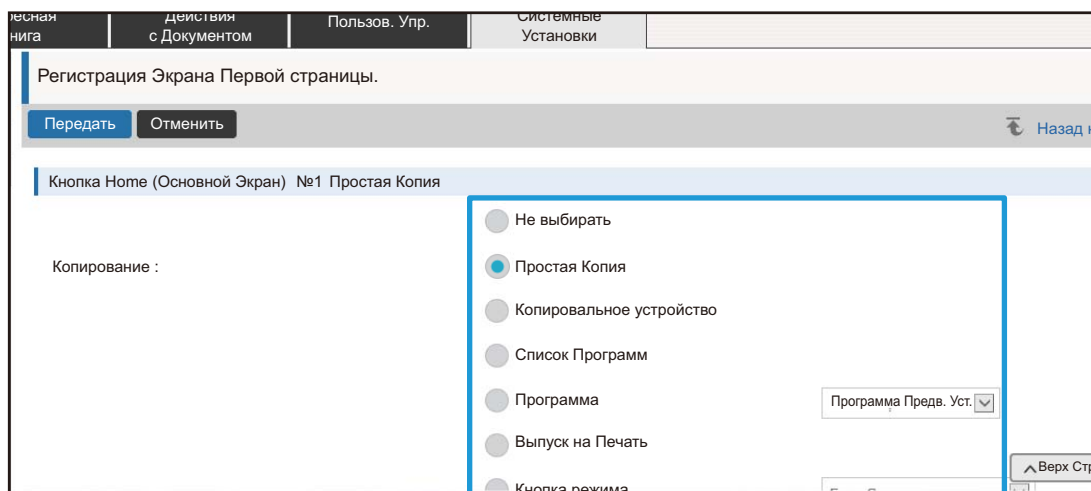 Действия
с Документом
Пользов. Упр.
Системные
Установки
Регистрация Экрана Первой страницы.
Передать
Отменить
Назад
Кнопка Home (Основной Экран) №1 Простая Копия
Не выбирать
Копирование :
Простая Копия
Копировальное устройство
Список Программ
Программа
Программа Предв. Уст.
Выпуск на Печать
Верх
Кнопка режима